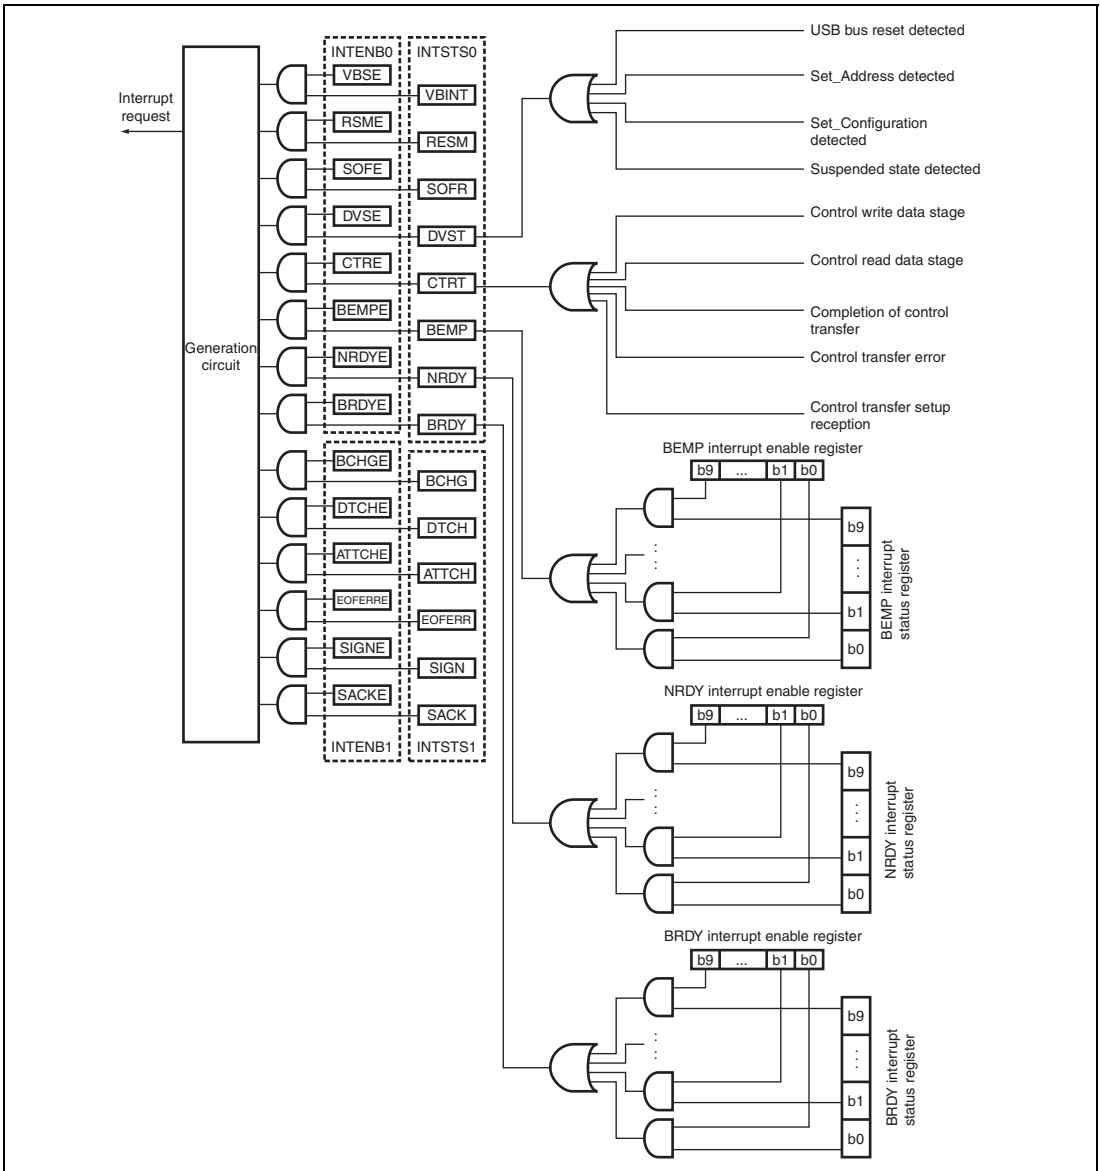 Interrupt
request
Generation
circuit
INTENB0
VBSE
RSME
SOFE
DVSE
CTRE
BEMPE
NRDYE
BRDYE
INTSTS0
VBINT
RESM
SOFR
DVST
CTRT
BEMP
NRDY
BRDY
BCHGE
DTCHE
ATTCHE
EOFERRE
SIGNE
SACKE
INTENB1
BCHG
DTCH
ATTCH
EOFERR
SIGN
SACK
INTSTS1
USB bus reset detected
Set_Address detected
Set_Configuration
detected
Suspended state detected
Control write data stage
Control read data stage
Completion of control
transfer
Control transfer error
Control transfer setup
reception
BEMP interrupt enable register
b9 ... b1 b0
b9
...
b1
b0
BEMP interrupt
status register
NRDY interrupt enable register
b9 ... b1 b0
b9
...
b1
b0
NRDY interrupt
status register
BRDY interrupt enable register
b9 ... b1 b0
b9
...
b1
b0
BRDY interrupt
status register